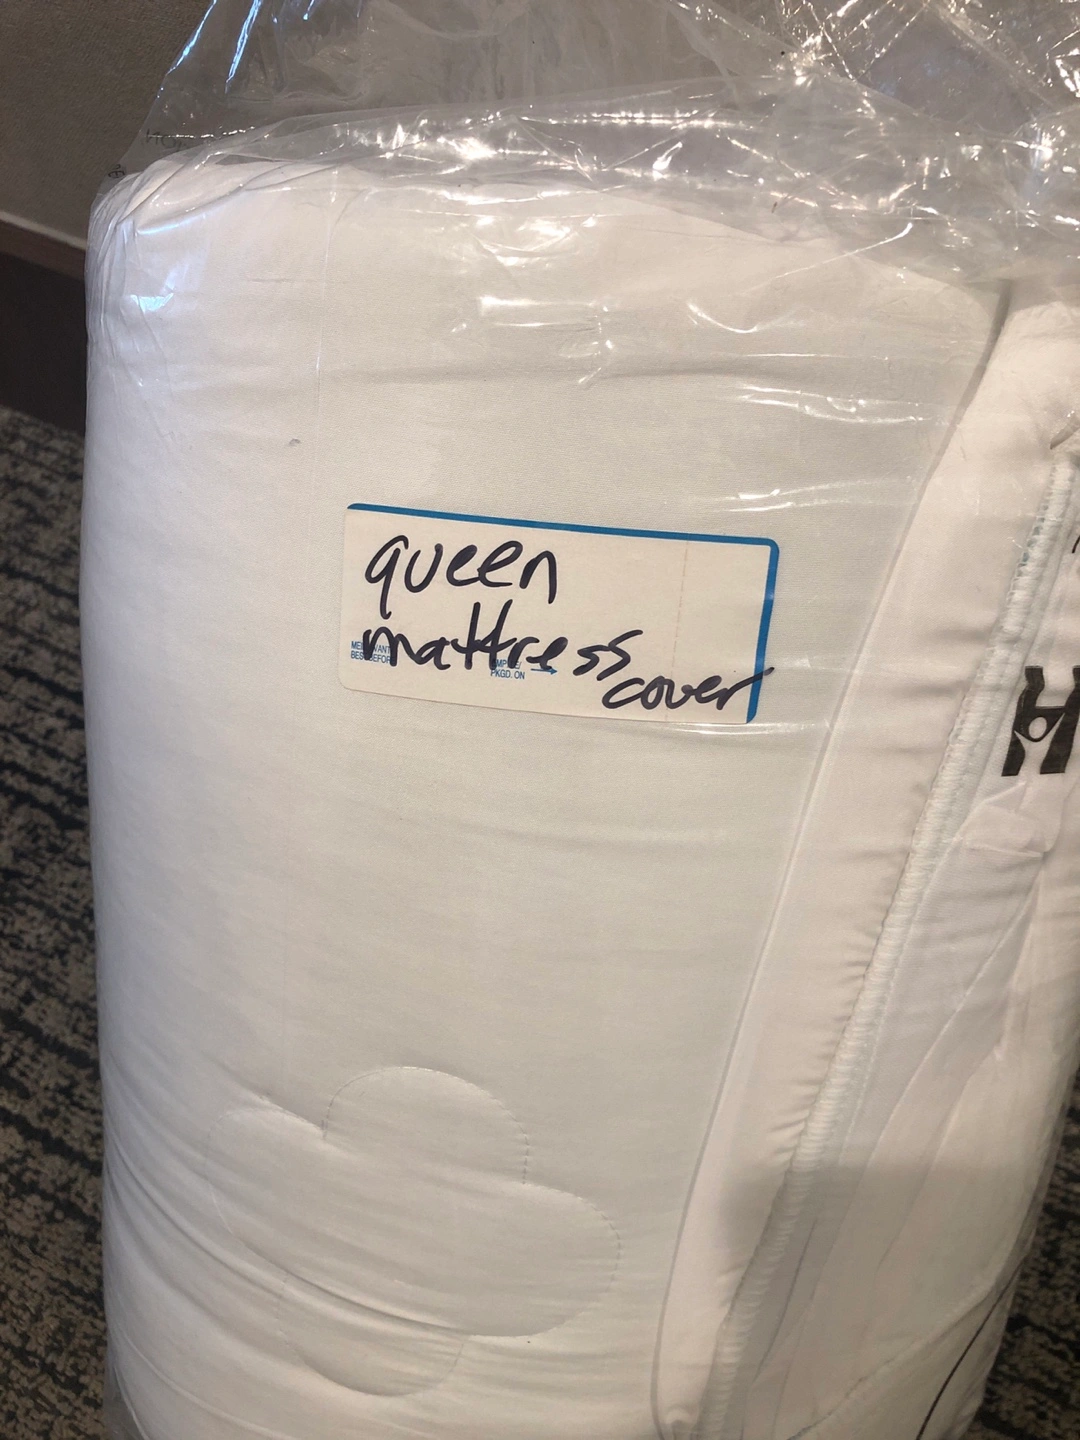 queen
mattress
cover
PKGD. ON
H